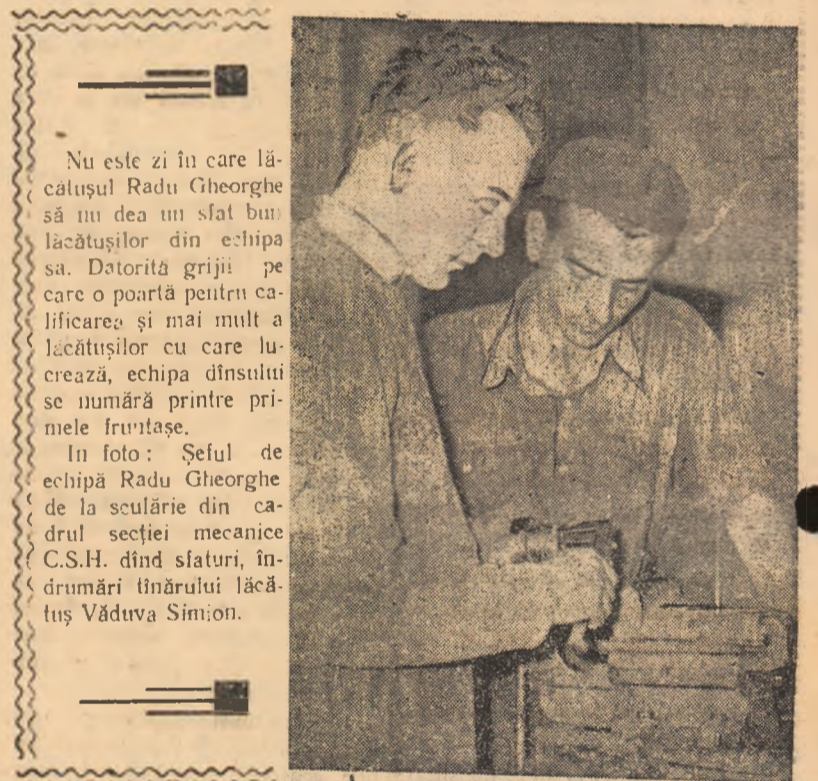 Nu este zi în care lă-
cătușul Radu Gheorghe
să nu dea un sfat bun
lăcătușilor din echipa
sa. Datorită grijii pe
care o poartă pentru ca-
lificarea și mai mult a
lăcătușilor cu care lu-
crează, echipa dînsului
se numără printre pri-
mele fruntașe.
In foto: Șeful de
echipă Radu Gheorghe
de la sculărie din ca-
drul secției mecanice
C.S.H. dînd sfaturi, în-
drumări tînărului lăcă-
tuș Văduva Simion.